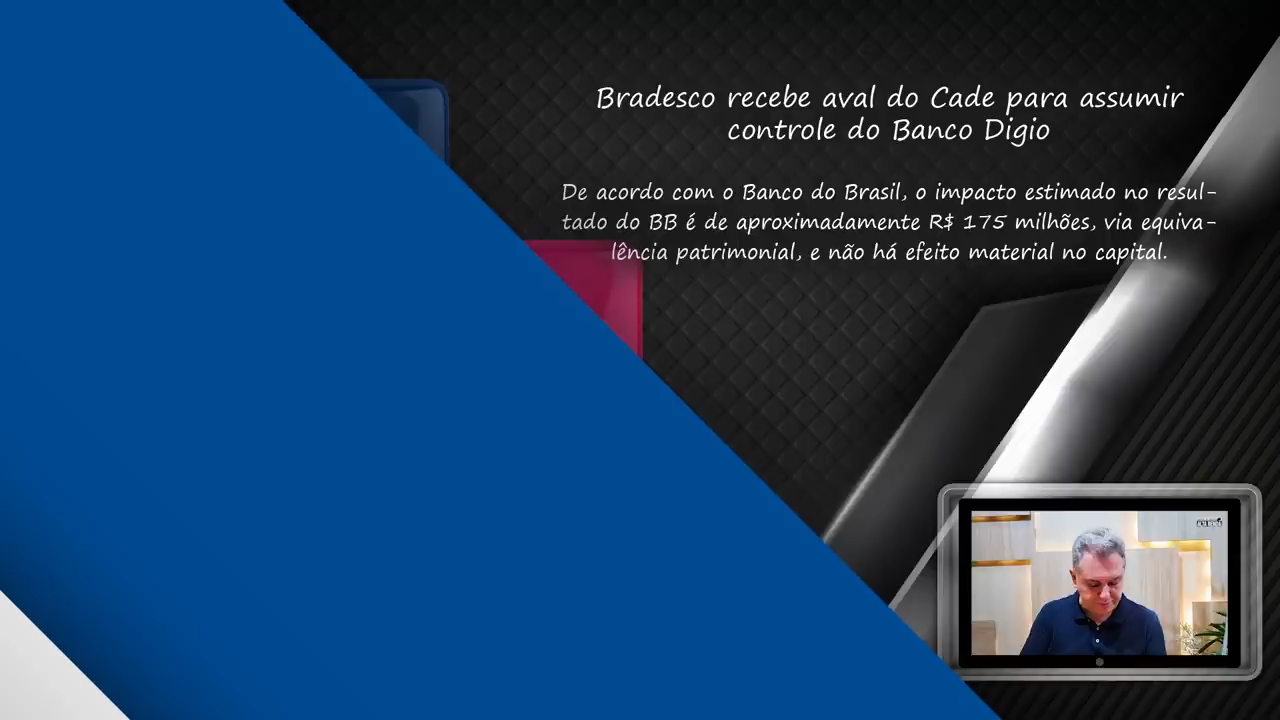 Bradesco recebe aval do Cade para assumir
controle do Banco Digio
De acordo com o Banco do Brasil, o impacto estimado no resul-
tado do BB é de aproximadamente R$ 175 milhões, via equiva-
lência patrimonial, e não há efeito material no capital.